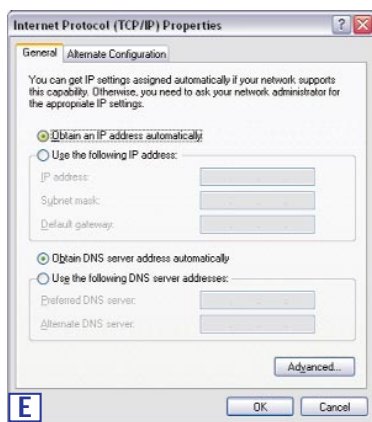 Internet Protocol (TCP/IP) Properties
General
Alternate Configuration
You can get IP settings assigned automatically if your network supports
this capability. Otherwise, you need to ask your network administrator for
the appropriate IP settings.
Obtain an IP address automatically
Use the following IP address:
IP address:
Subnet mask:
Default gateway:
Obtain DNS server address automatically
Use the following DNS server addresses:
Preferred DNS server:
Alternate DNS server:
Advanced...
E
OK
Cancel